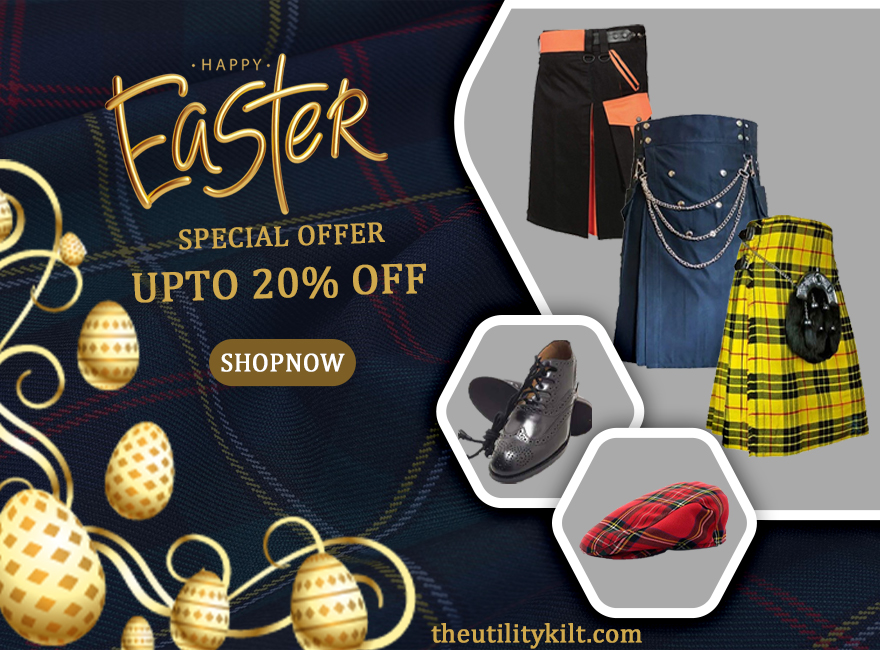 ·HAPPY·
Easter
SPECIAL OFFER
UPTO 20% OFF
SHOPNOW
theutilitykilt.com